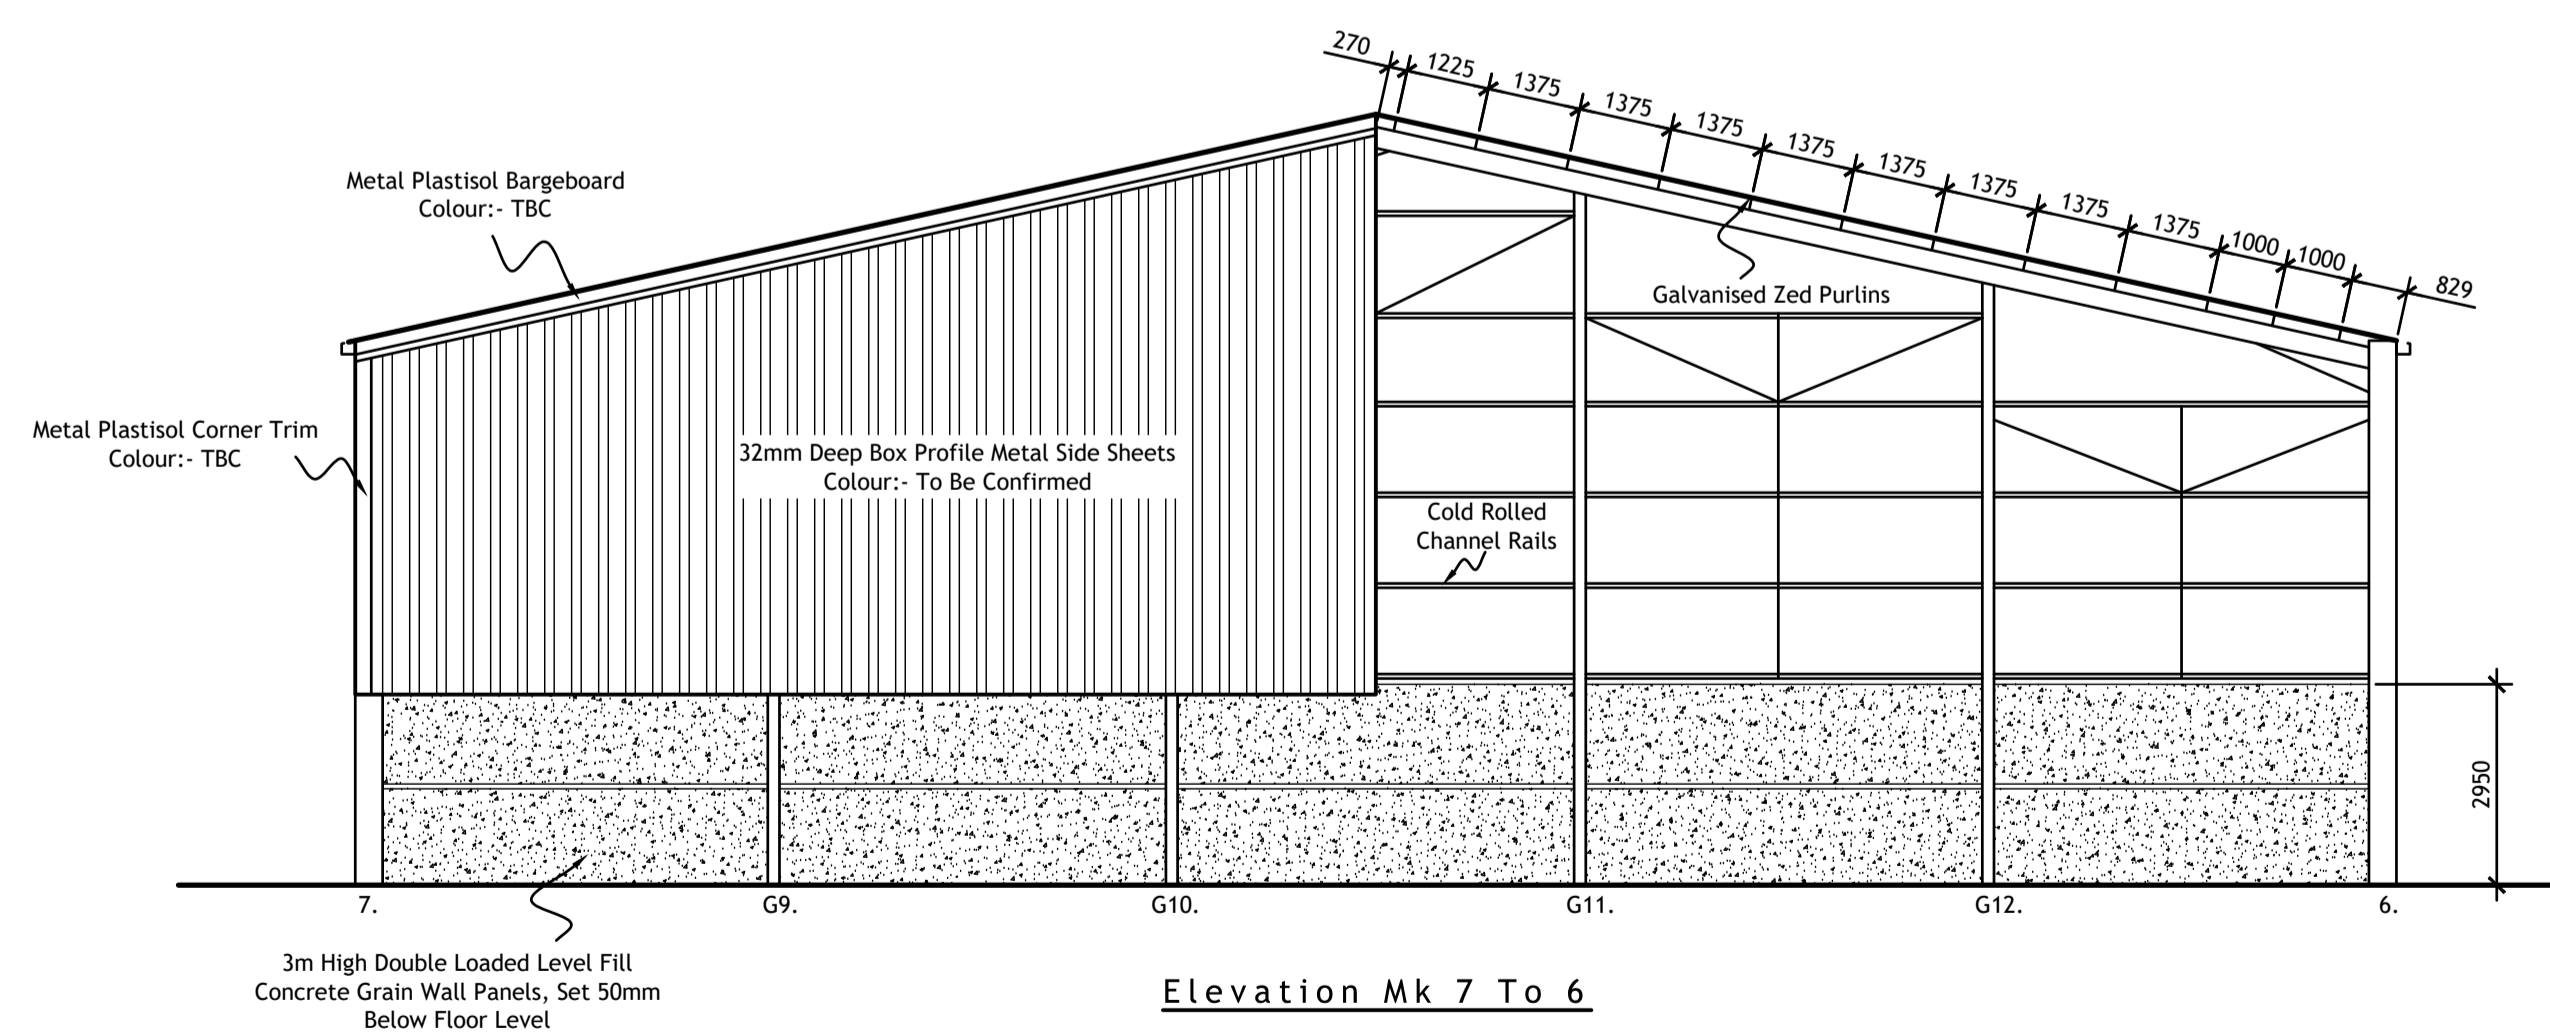 270
1225
1375
1375
1375
1375
1375
1375
1375
1375
1000
1000
829
Metal Plastisol Bargeboard
Colour:- TBC
Galvanised Zed Purlins
Metal Plastisol Corner Trim
Colour:- TBC
32mm Deep Box Profile Metal Side Sheets
Colour:- To Be Confirmed
Cold Rolled
Channel Rails
2950
7.
G9.
G10.
G11.
G12.
6.
3m High Double Loaded Level Fill
Concrete Grain Wall Panels, Set 50mm
Below Floor Level
Elevation Mk 7 To 6